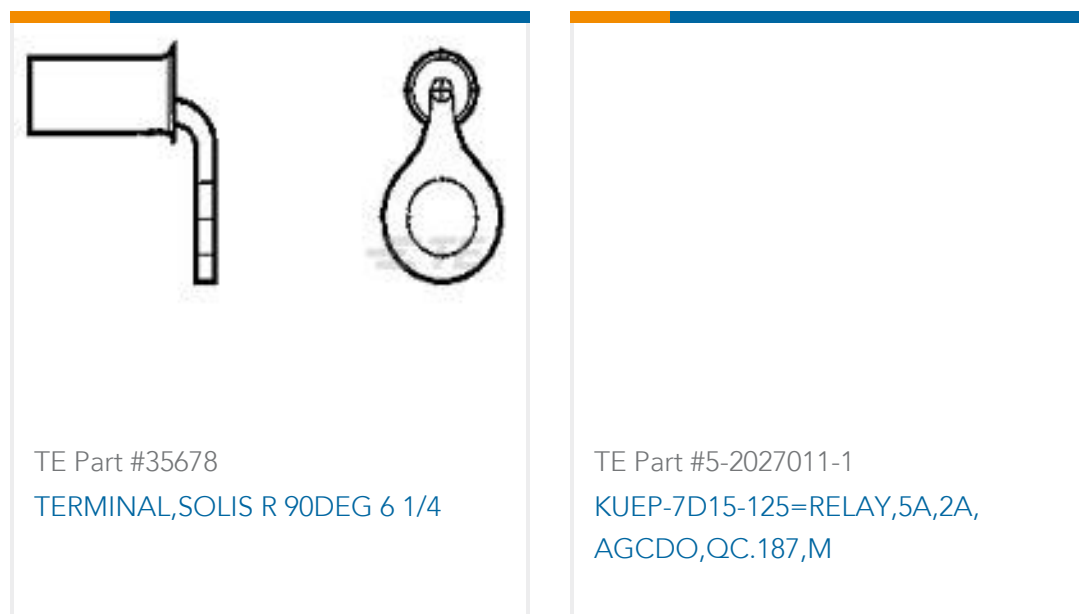 TE Part #35678
TERMINAL,SOLIS R 90DEG 6 1/4
TE Part #5-2027011-1
KUEP-7D15-125=RELAY,5A,2A,
AGCDO,QC.187,M